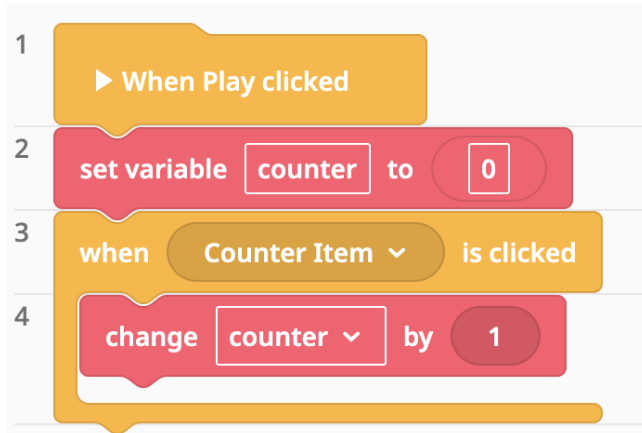 1 When Play clicked
2 set variable counter to 0
3 when Counter Item is clicked
4 change counter by 1